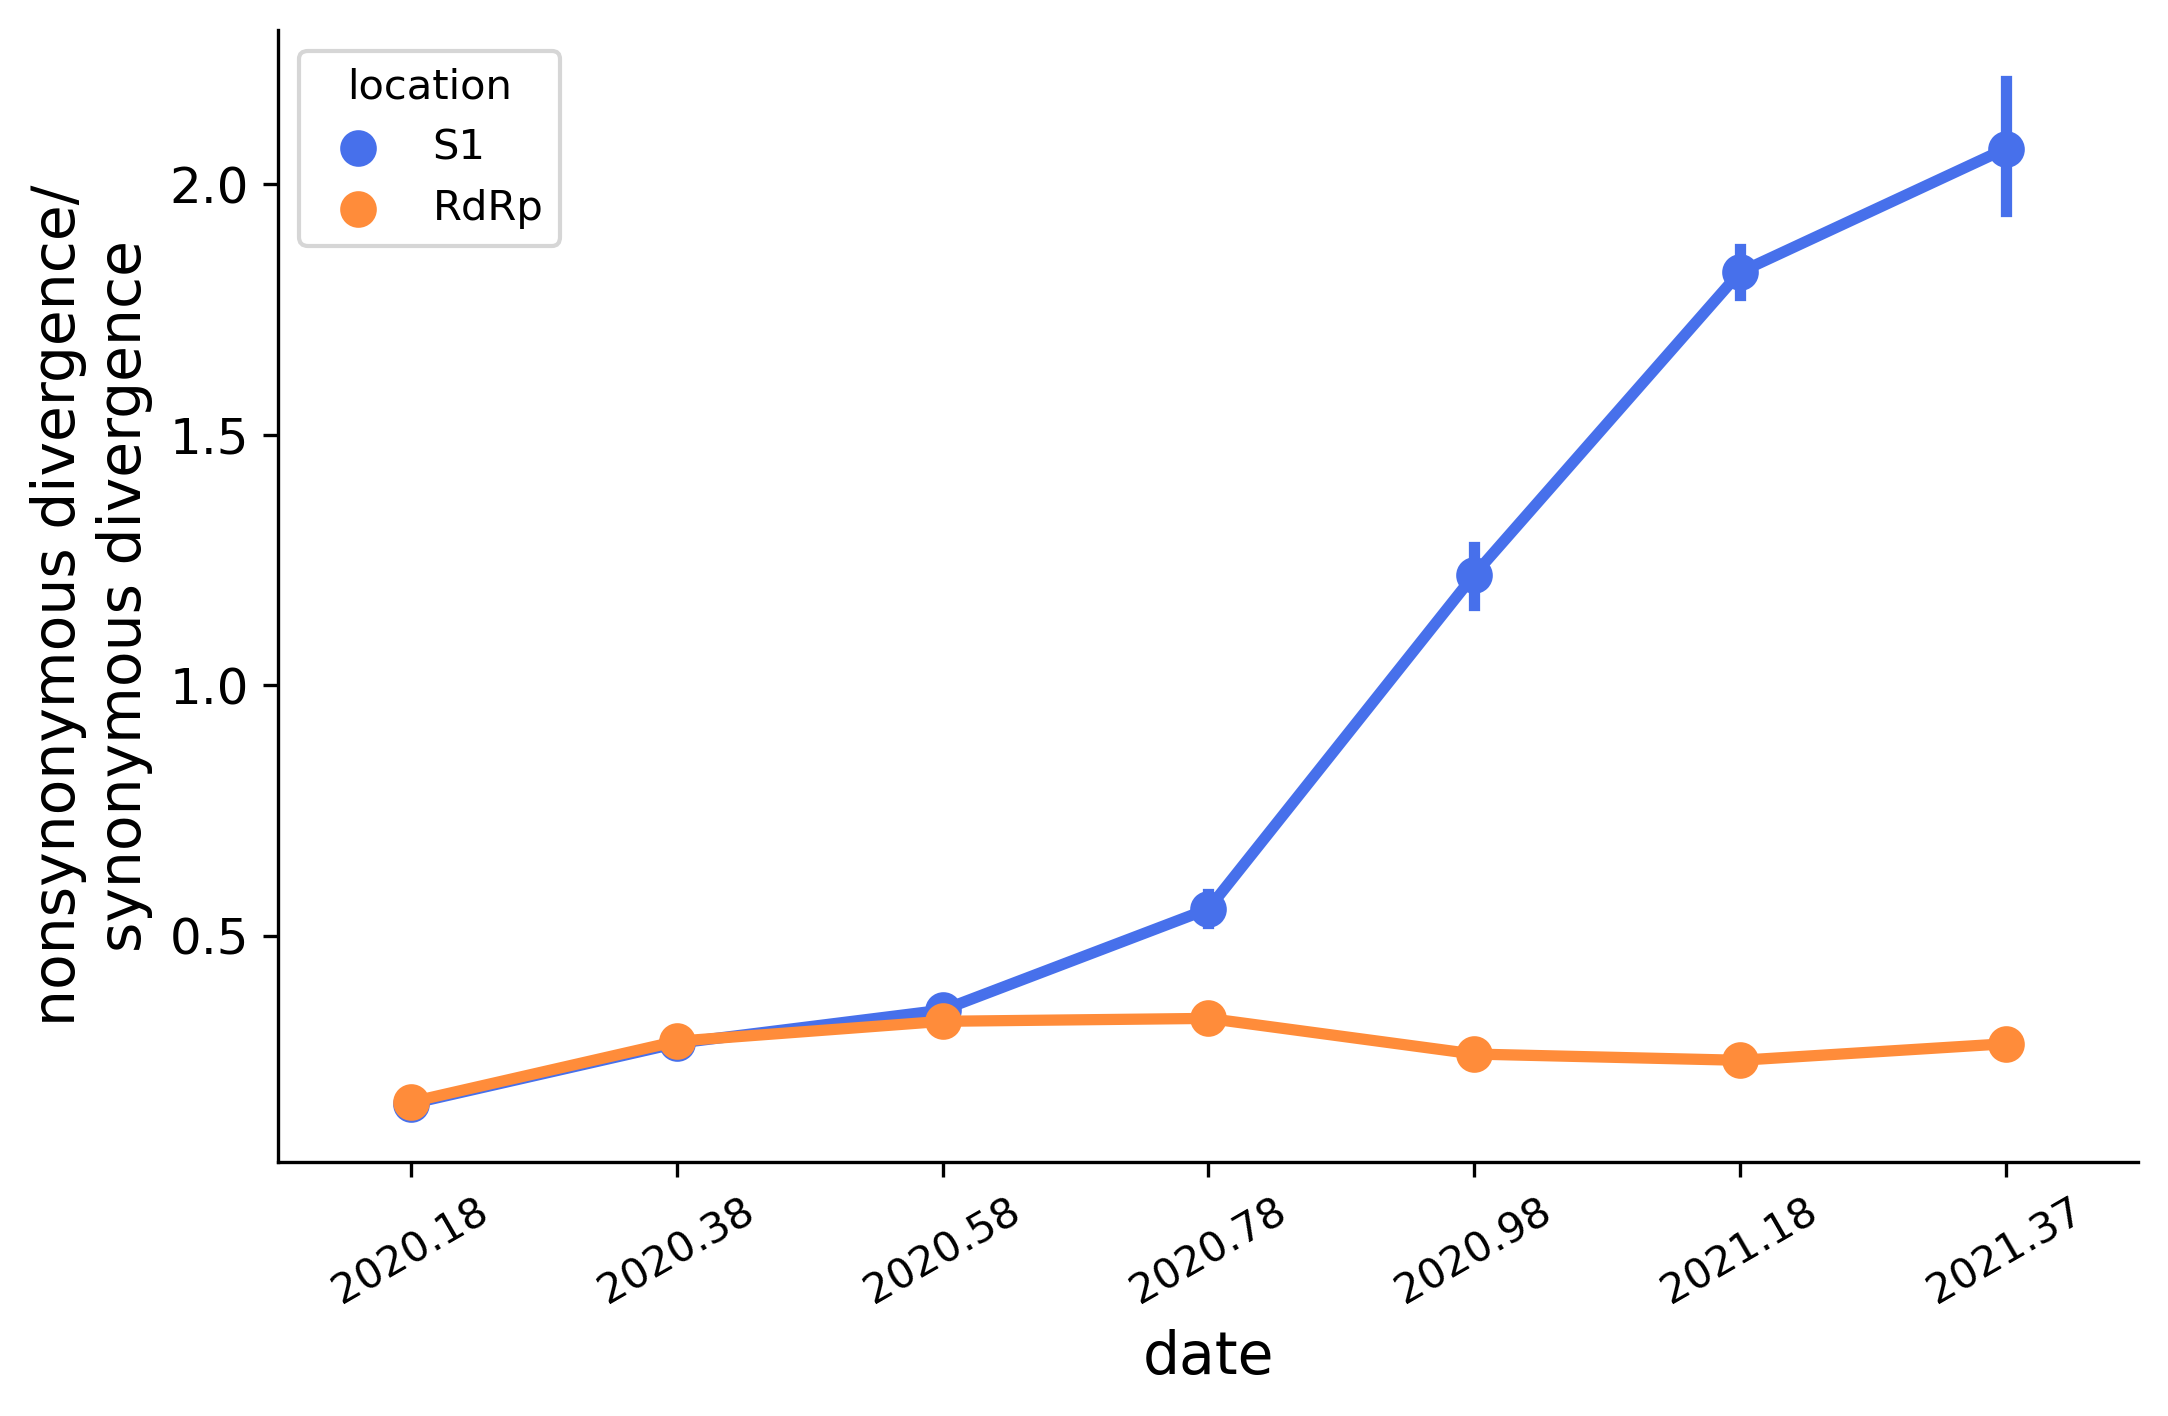 location
S1
RdRp
nonsynonymous divergence/
synonymous divergence
2.0
1.5
1.0
0.5
2020.18
2020.38
2020.58
2020.78
2020.98
2021.18
2021.37
date